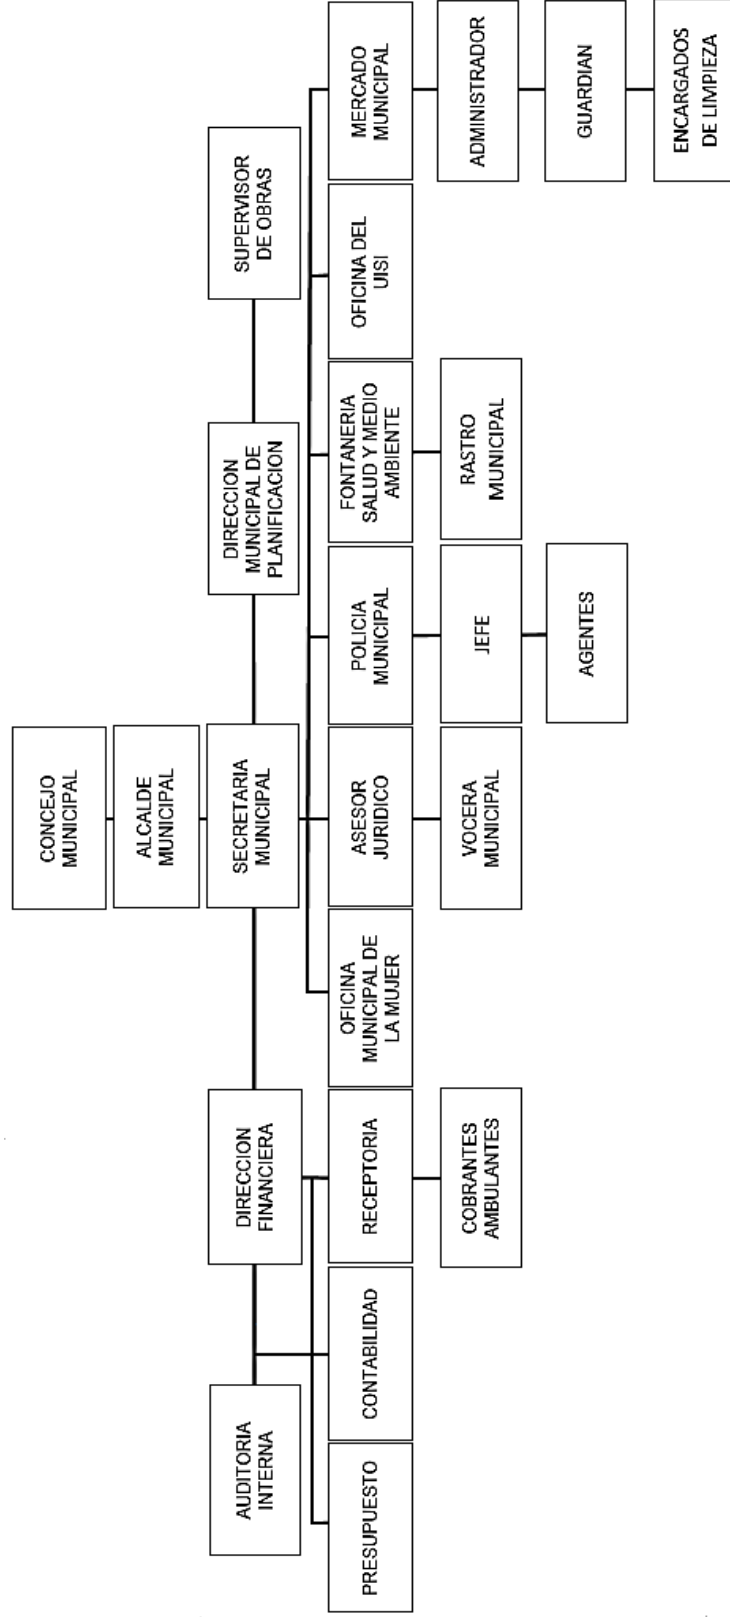 CONCEJO
MUNICIPAL
ALCALDE
MUNICIPAL
AUDITORIA
INTERNA
DIRECCION
FINANCIERA
SECRETARIA
MUNICIPAL
DIRECCION
MUNICIPAL DE
PLANIFICACION
SUPERVISOR
DE OBRAS
PRESUPUESTO
CONTABILIDAD
RECEPTORIA
OFICINA
MUNICIPAL DE
LA MUJER
ASESOR
JURIDICO
POLICIA
MUNICIPAL
FONTANERIA
SALUD Y MEDIO
AMBIENTE
OFICINA DEL
UISI
MERCADO
MUNICIPAL
COBRANTES
AMBULANTES
VOCERA
MUNICIPAL
JEFE
RASTRO
MUNICIPAL
ADMINISTRADOR
AGENTES
GUARDIAN
ENCARGADOS
DE LIMPIEZA